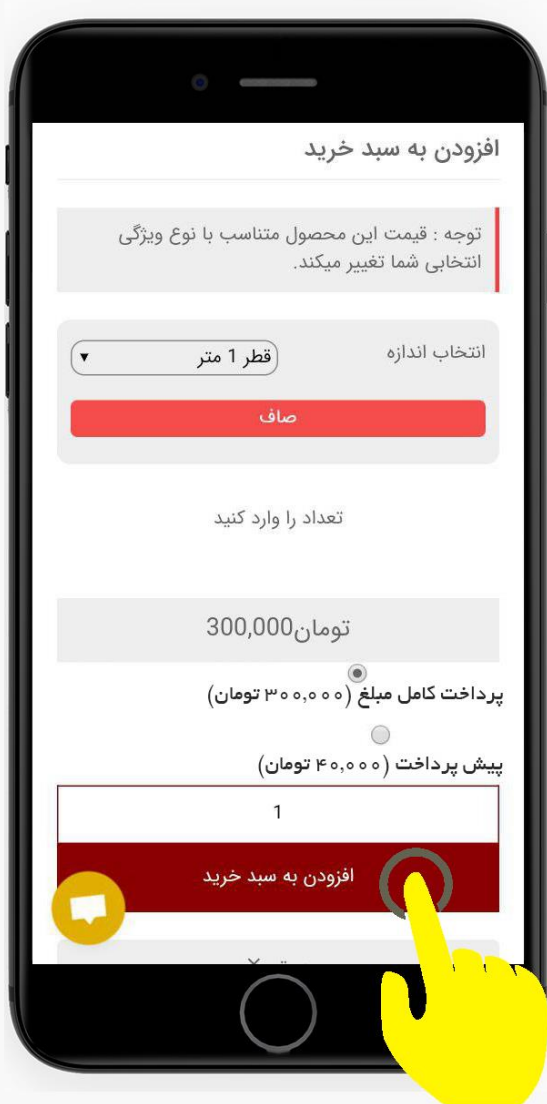 افزودن به سبد خرید
توجه : قیمت این محصول متناسب با نوع ویژگی
انتخابی شما تغییر میکند.
انتخاب اندازه
قطر 1 متر
صاف
تعداد را وارد کنید
تومان300,000
پرداخت کامل مبلغ (۳۰۰,۰۰۰ تومان)
پیش پرداخت (۴۰,۰۰۰ تومان)
1
افزودن به سبد خرید